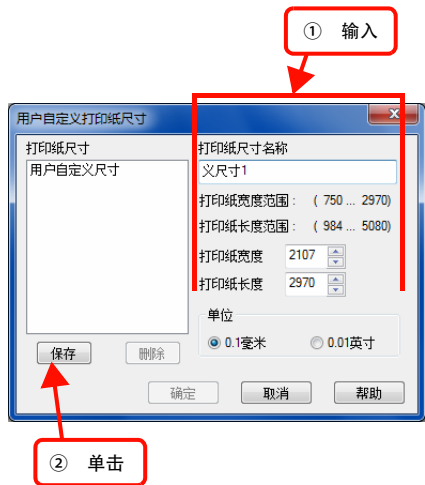 ① 输入
用户自定义打印纸尺寸
打印纸尺寸
用户自定义尺寸
打印纸尺寸名称
义尺寸1
打印纸宽度范围: ( 750 ... 2970)
打印纸长度范围: ( 984 ... 5080)
打印纸宽度 2107
打印纸长度 2970
单位
0.1毫米 0.01英寸
保存 删除
确定 取消 帮助
② 单击